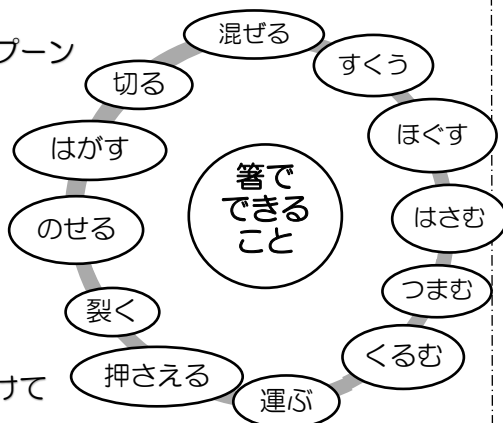 プーン
混ぜる
すくう
切る
ほぐす
はがす
箸で
できる
こと
はさむ
のせる
つまむ
裂く
くるむ
押さえる
運ぶ
けて